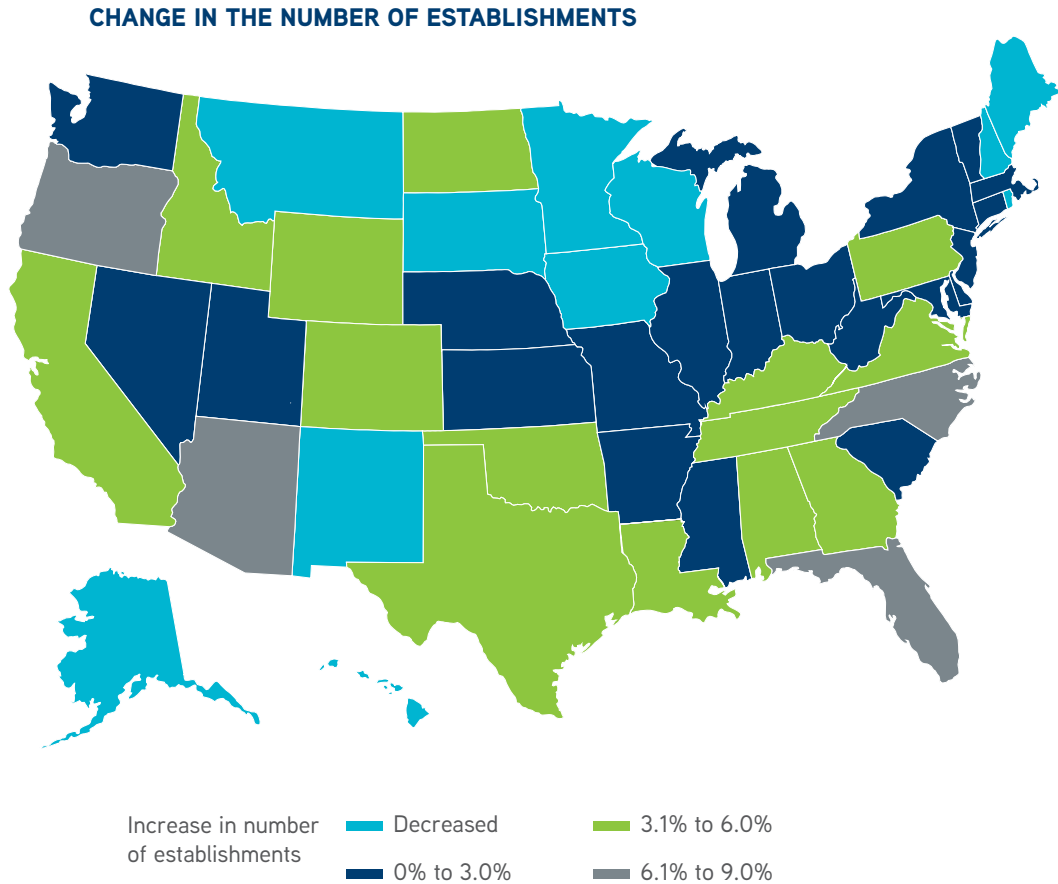 CHANGE IN THE NUMBER OF ESTABLISHMENTS
Increase in number
of establishments
Decreased
0% to 3.0%
3.1% to 6.0%
6.1% to 9.0%